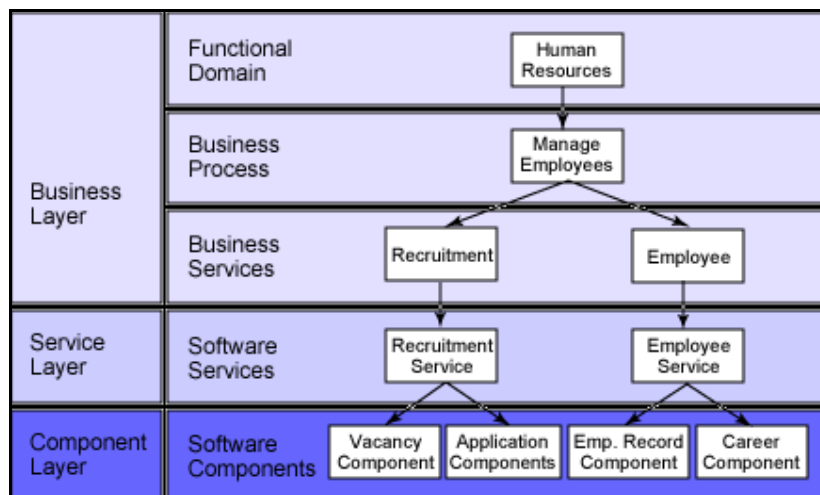 Functional
Domain
Human
Resources
Business
Process
Manage
Employees
Business
Layer
Business
Services
Recruitment
Employee
Service
Layer
Software
Services
Recruitment
Service
Employee
Service
Component
Layer
Software
Components
Vacancy
Component
Application
Components
Emp. Record
Component
Career
Component